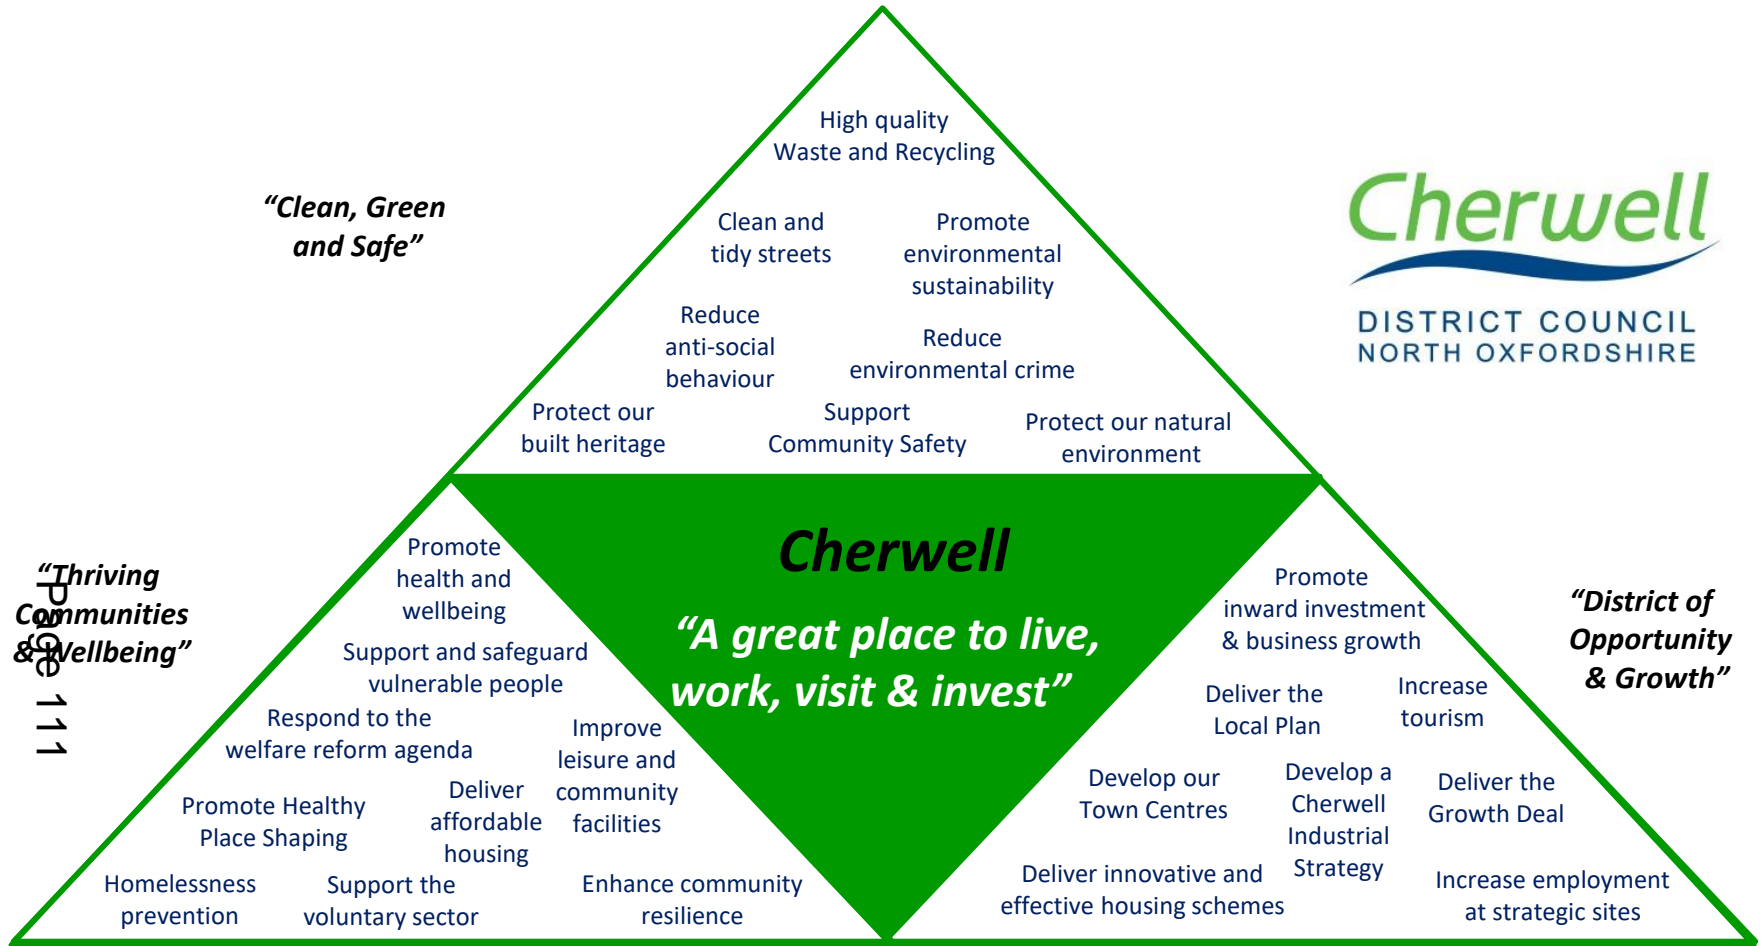 High quality
Waste and Recycling
“Clean, Green
and Safe”
Clean and
tidy streets
Promote
environmental
sustainability
Reduce
anti-social
behaviour
Reduce
environmental crime
Protect our
built heritage
Support
Community Safety
Protect our natural
environment
Cherwell
DISTRICT COUNCIL
NORTH OXFORDSHIRE
“Thriving
Communities
& Wellbeing”
Page 111
Promote
health and
wellbeing
Support and safeguard
vulnerable people
Respond to the
welfare reform agenda
Improve
leisure and
community
facilities
Promote Healthy
Place Shaping
Deliver
affordable
housing
Homelessness
prevention
Support the
voluntary sector
Enhance community
resilience
Cherwell
“A great place to live,
work, visit & invest”
Promote
inward investment
& business growth
“District of
Opportunity
& Growth”
Deliver the
Local Plan
Increase
tourism
Develop our
Town Centres
Develop a
Cherwell
Industrial
Strategy
Deliver the
Growth Deal
Deliver innovative and
effective housing schemes
Increase employment
at strategic sites